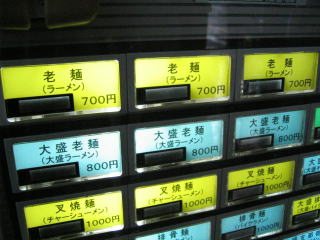 老麺 老麺 老麺
(ラーメン) (ラーメン) (ラーメン)
700円 700円 700円
大盛老麺 大盛老麺 大盛老麺
(大盛ラーメン) (大盛ラーメン) (大盛ラーメン)
800円 800円 800円
叉焼麺 叉焼麺 叉焼麺
(チャーシューメン) (チャーシューメン) (チャーシューメン)
1000円 1000円 1000円
排骨麺 排骨麺